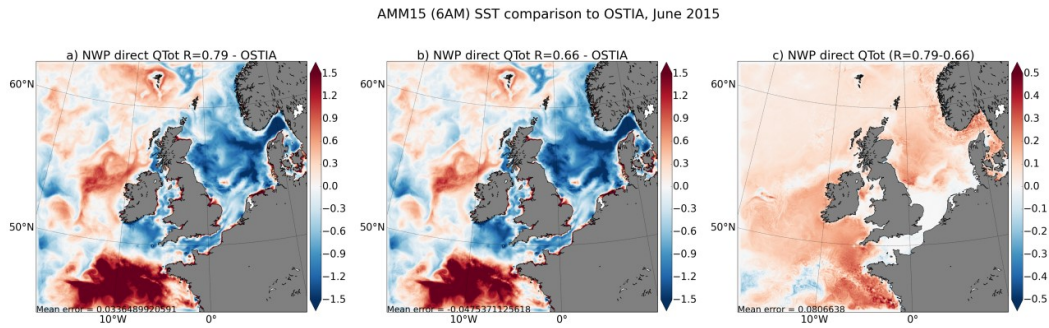 AMM15 (6AM) SST comparison to OSTIA, June 2015
a) NWP direct QTot R=0.79 - OSTIA
60°N
50°N
10°W
0°
Mean error = 0.0336489920591
1.5
1.2
0.9
0.6
0.3
0.0
−0.3
−0.6
−0.9
−1.2
−1.5
b) NWP direct QTot R=0.66 - OSTIA
60°N
50°N
10°W
0°
Mean error = -0.0475371125618
1.5
1.2
0.9
0.6
0.3
0.0
−0.3
−0.6
−0.9
−1.2
−1.5
c) NWP direct QTot (R=0.79-0.66)
60°N
50°N
10°W
0°
Mean error = 0.0806638
0.5
0.4
0.3
0.2
0.1
0.0
−0.1
−0.2
−0.3
−0.4
−0.5